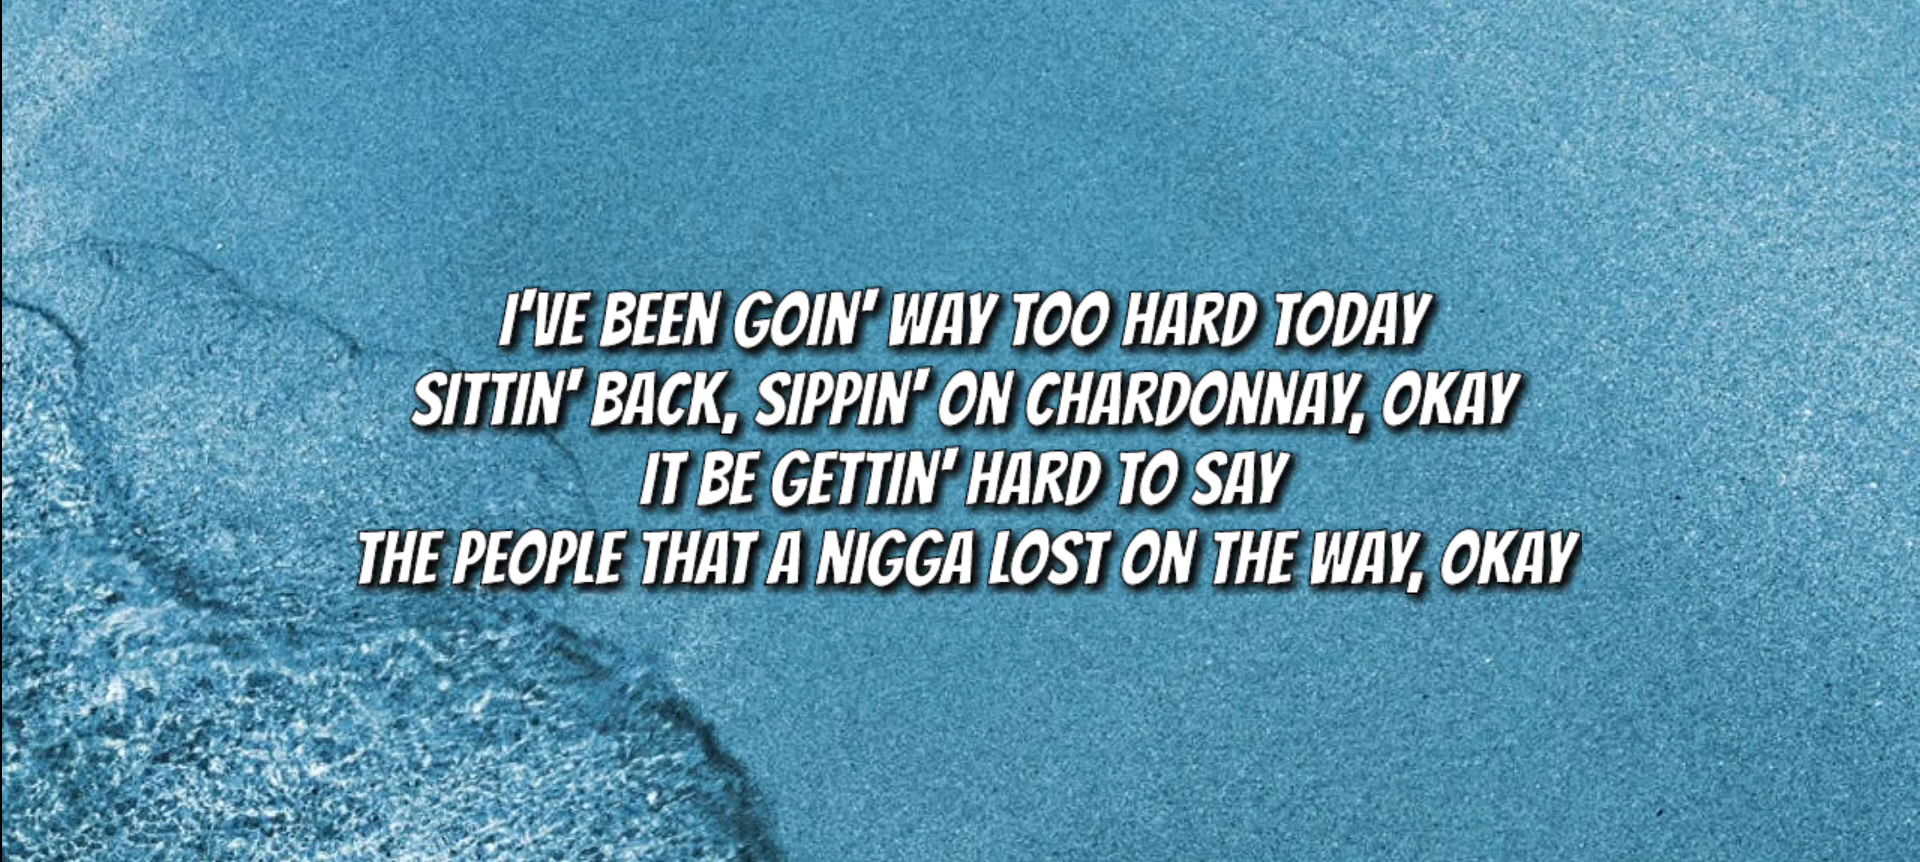 I'VE BEEN GOIN' WAY TOO HARD TODAY
SITTIN' BACK, SIPPIN' ON CHARDONNAY, OKAY
IT BE GETTIN' HARD TO SAY
THE PEOPLE THAT A NIGGA LOST ON THE WAY, OKAY